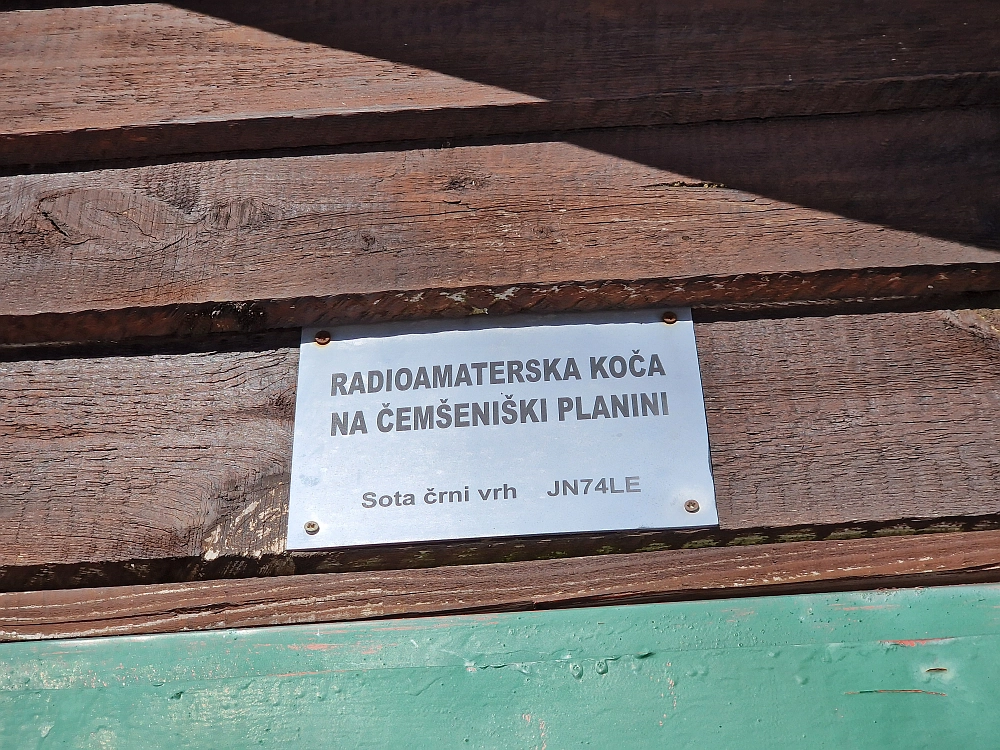 RADIOAMATERSKA KOČA
NA ČEMŠENIŠKI PLANINI
Sota črni vrh JN74LE